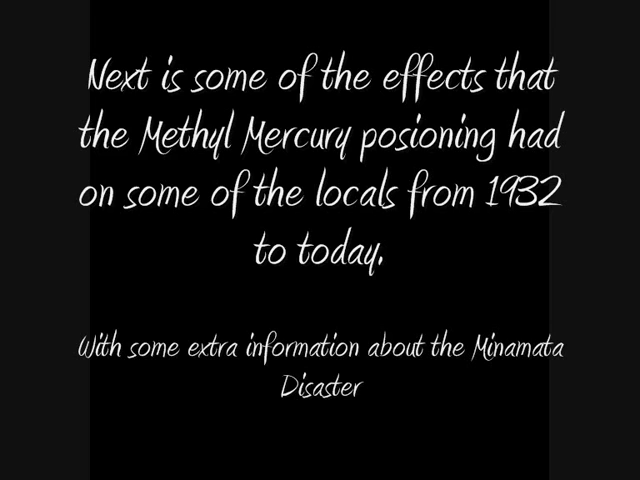 Next is some of the effects that
the Methyl Mercury posioning had
on some of the locals from 1932
to today.
With some extra information about the Minamata
Disaster